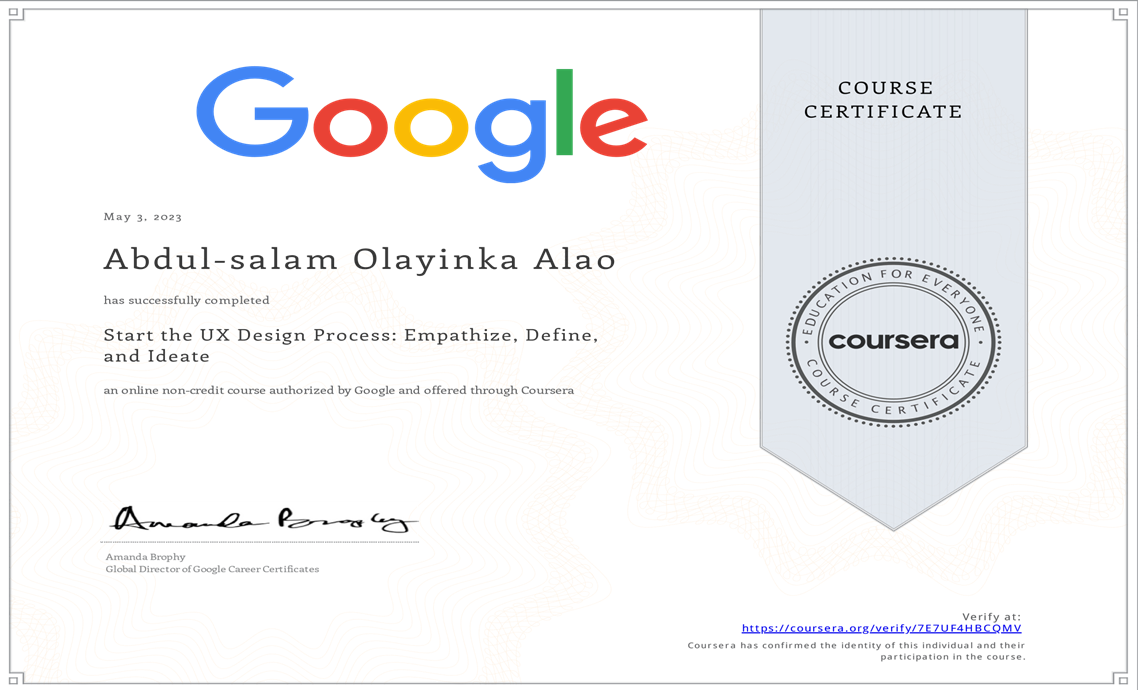 Google
COURSE
CERTIFICATE
May 3, 2023
Abdul-salam Olayinka Alao
has successfully completed
Start the UX Design Process: Empathize, Define,
and Ideate
an online non-credit course authorized by Google and offered through Coursera
EDUCATION FOR EVERYONE
coursera
COURSE CERTIFICATE
Amanda Brophy
Amanda Brophy
Global Director of Google Career Certificates
Verify at:
https://coursera.org/verify/7E7UF4HBCQMV
Coursera has confirmed the identity of this individual and their
participation in the course.